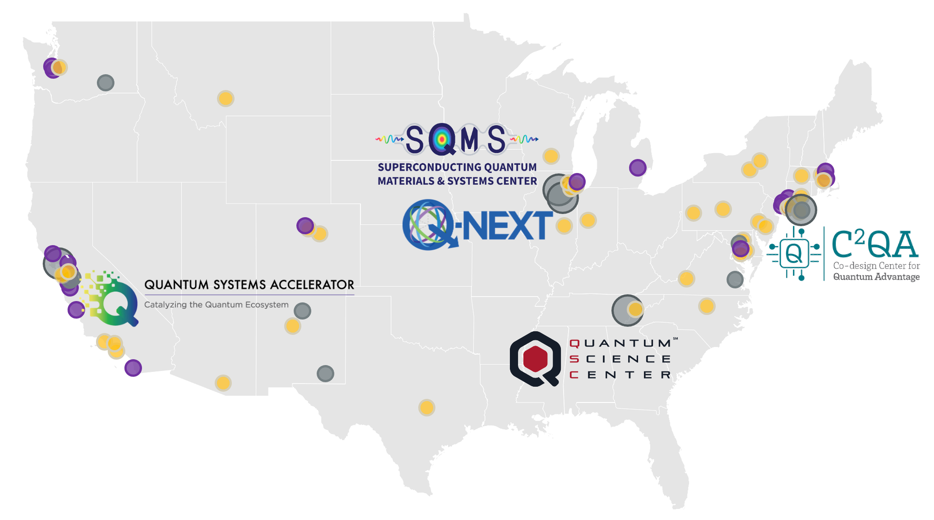 SQMS
SUPERCONDUCTING QUANTUM
MATERIALS & SYSTEMS CENTER
Q-NEXT
C²QA
Co-design Center for
Quantum Advantage
Q
QUANTUM SYSTEMS ACCELERATOR
Catalyzing the Quantum Ecosystem
QUANTUM℠
SCIENCE
CENTER